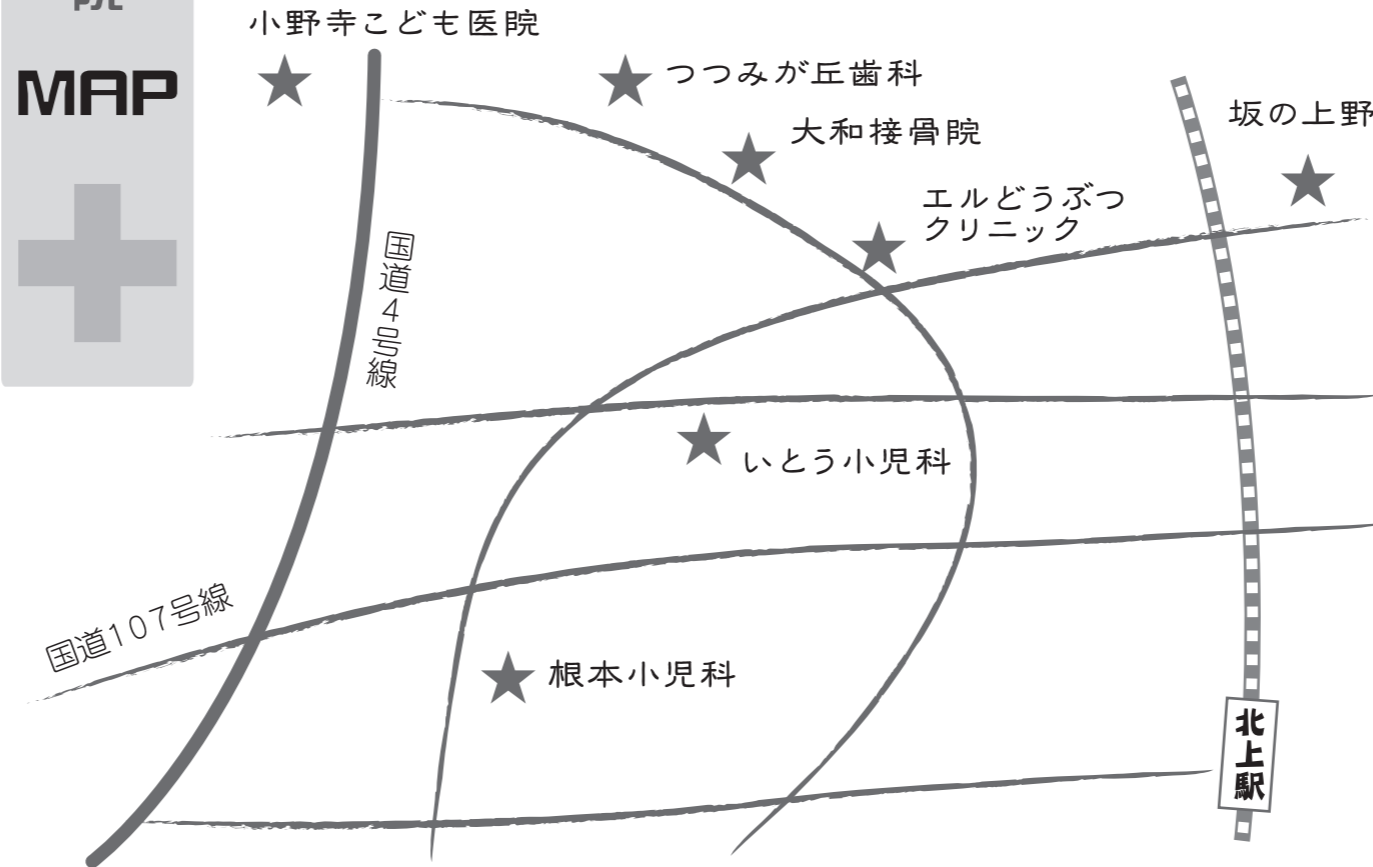 MAP
小野寺こども医院
つつみが丘歯科
大和接骨院
坂の上野
エルどうぶつ
クリニック
国道4号線
いとう小児科
国道107号線
根本小児科
北上駅